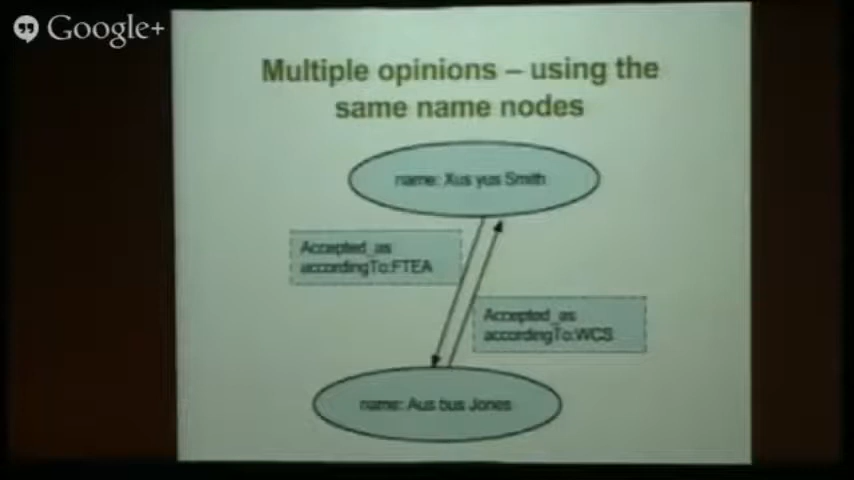 Google+
Multiple opinions – using the
same name nodes
name: Xus yus Smith
Accepted_as
accordingTo:FTEA
Accepted_as
accordingTo:WCS
name: Aus bus Jones